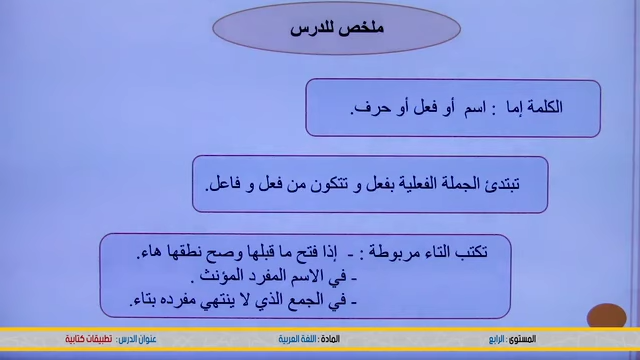 ملخص للدرس
الكلمة إما : اسم أو فعل أو حرف.
تبتدئ الجملة الفعلية بفعل و تتكون من فعل و فاعل.
تكتب التاء مربوطة : - إذا فتح ما قبلها وصح نطقها هاء.
- في الاسم المفرد المؤنث .
- في الجمع الذي لا ينتهي مفرده بتاء.
المستوى : الرابع
المادة : اللغة العربية
عنوان الدرس: تطبيقات كتابية